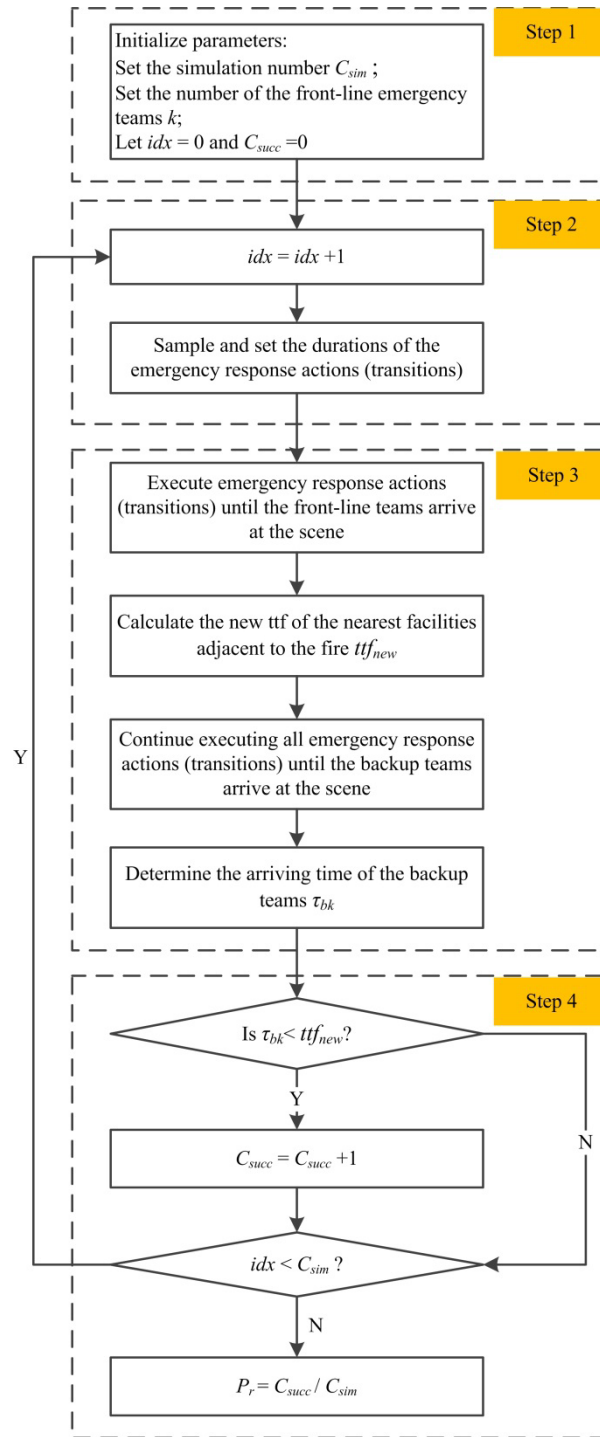 Step 1
Initialize parameters:
Set the simulation number C_sim ;
Set the number of the front-line emergency
teams k;
Let idx = 0 and C_succ =0
Step 2
idx = idx +1
Sample and set the durations of the
emergency response actions (transitions)
Step 3
Execute emergency response actions
(transitions) until the front-line teams arrive
at the scene
Calculate the new ttf of the nearest facilities
adjacent to the fire ttf_new
Y
Continue executing all emergency response
actions (transitions) until the backup teams
arrive at the scene
Determine the arriving time of the backup
teams τ_bk
Step 4
Is τ_bk< ttf_new?
Y
N
C_succ = C_succ +1
idx < C_sim ?
N
P_r = C_succ / C_sim